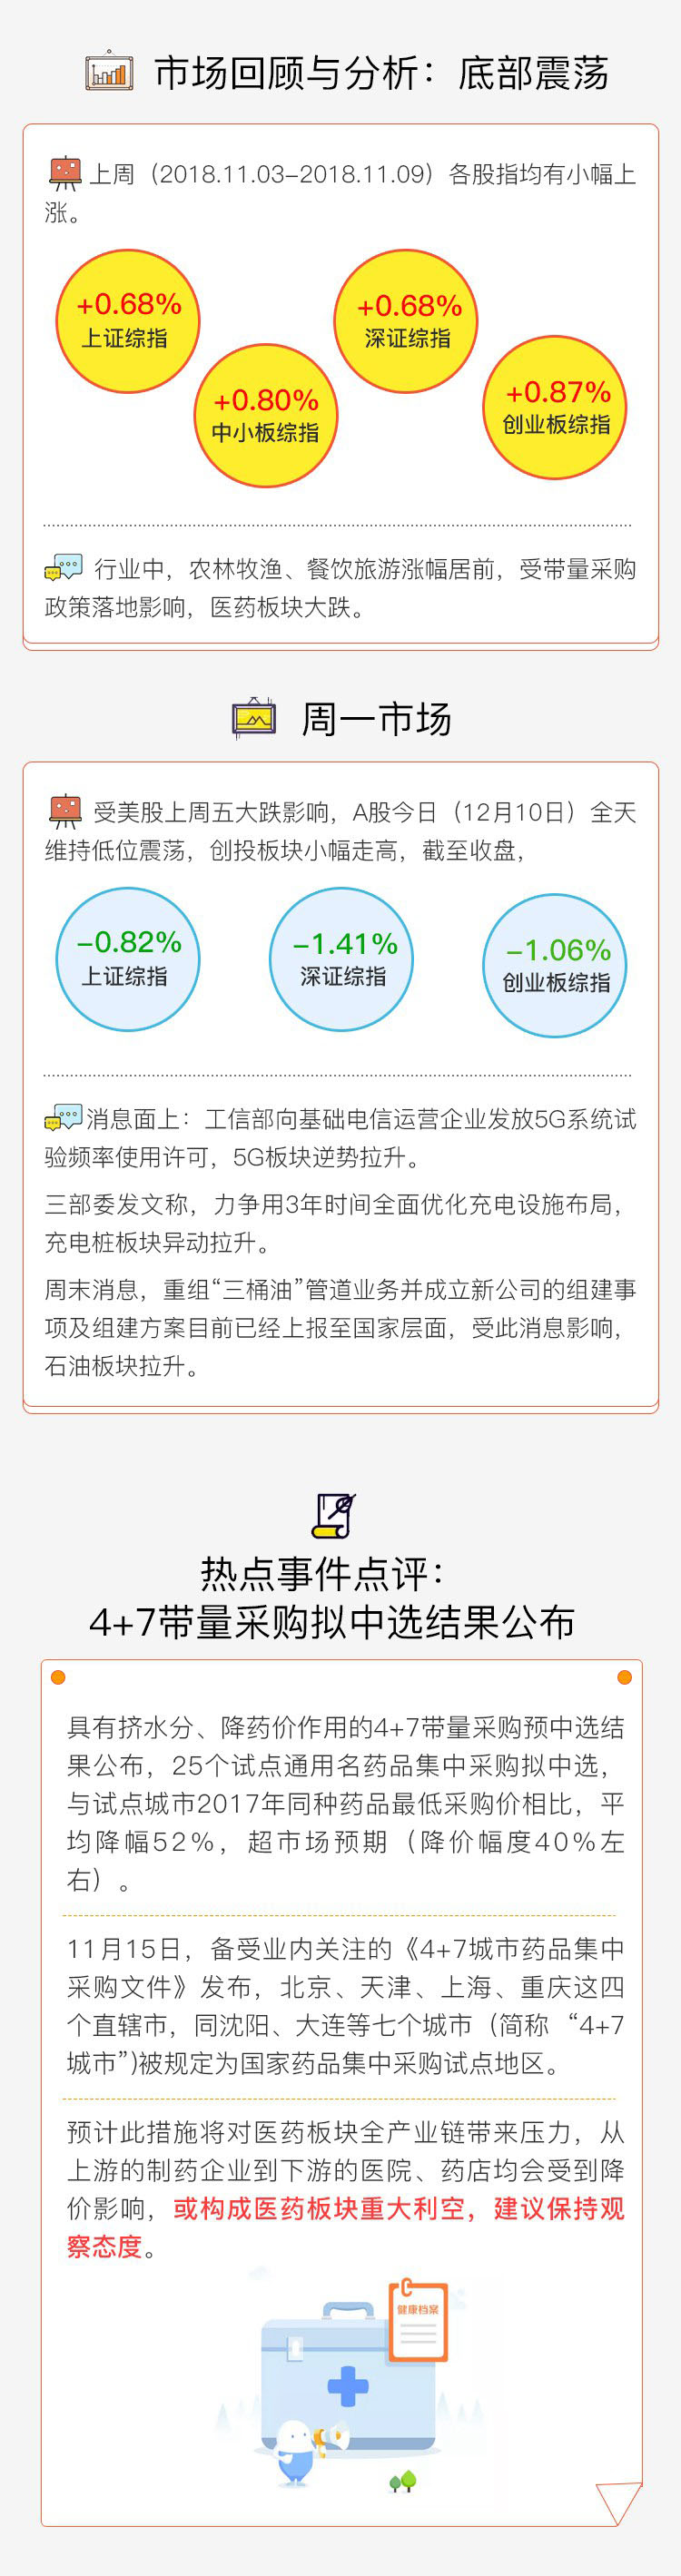 市场回顾与分析：底部震荡
上周（2018.11.03-2018.11.09）各股指均有小幅上
涨。
+0.68%
上证综指
+0.68%
深证综指
+0.80%
中小板综指
+0.87%
创业板综指
行业中，农林牧渔、餐饮旅游涨幅居前，受带量采购
政策落地影响，医药板块大跌。
周一市场
受美股上周五大跌影响，A股今日（12月10日）全天
维持低位震荡，创投板块小幅走高，截至收盘，
-0.82%
上证综指
-1.41%
深证综指
-1.06%
创业板综指
消息面上：工信部向基础电信运营企业发放5G系统试
验频率使用许可，5G板块逆势拉升。
三部委发文称，力争用3年时间全面优化充电设施布局，
充电桩板块异动拉升。
周末消息，重组“三桶油”管道业务并成立新公司的组建事
项及组建方案目前已经上报至国家层面，受此消息影响，
石油板块拉升。
热点事件点评：
4+7带量采购拟中选结果公布
具有挤水分、降药价作用的4+7带量采购预中选结
果公布，25个试点通用名药品集中采购拟中选，
与试点城市2017年同种药品最低采购价相比，平
均降幅52%，超市场预期（降价幅度40%左
右）。
11月15日，备受业内关注的《4+7城市药品集中
采购文件》发布，北京、天津、上海、重庆这四
个直辖市，同沈阳、大连等七个城市（简称“4+7
城市”)被规定为国家药品集中采购试点地区。
预计此措施将对医药板块全产业链带来压力，从
上游的制药企业到下游的医院、药店均会受到降
价影响，或构成医药板块重大利空，建议保持观
察态度。
健康档案